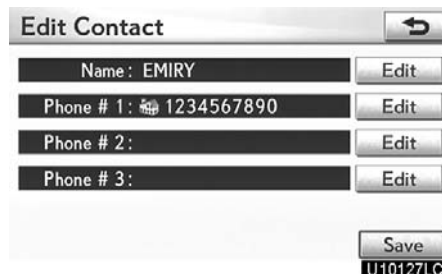 Edit Contact
Name: EMIRY Edit
Phone # 1: 1234567890 Edit
Phone # 2: Edit
Phone # 3: Edit
Save
U10127LC